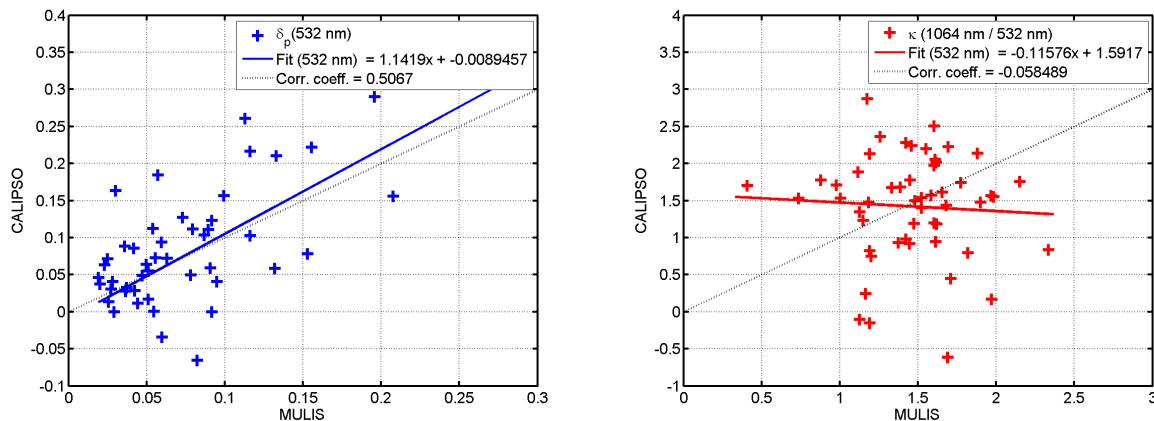 0.4
0.35
0.3
0.25
0.2
0.15
0.1
0.05
0
-0.05
-0.1
CALIPSO
δp(532 nm)
Fit (532 nm) = 1.1419x + -0.0089457
Corr. coeff. = 0.5067
0 0.05 0.1 0.15 0.2 0.25 0.3
MULIS
4
3.5
3
2.5
2
1.5
1
0.5
0
-0.5
-1
CALIPSO
κ (1064 nm / 532 nm)
Fit (532 nm) = -0.11576x + 1.5917
Corr. coeff. = -0.058489
0 0.5 1 1.5 2 2.5 3
MULIS